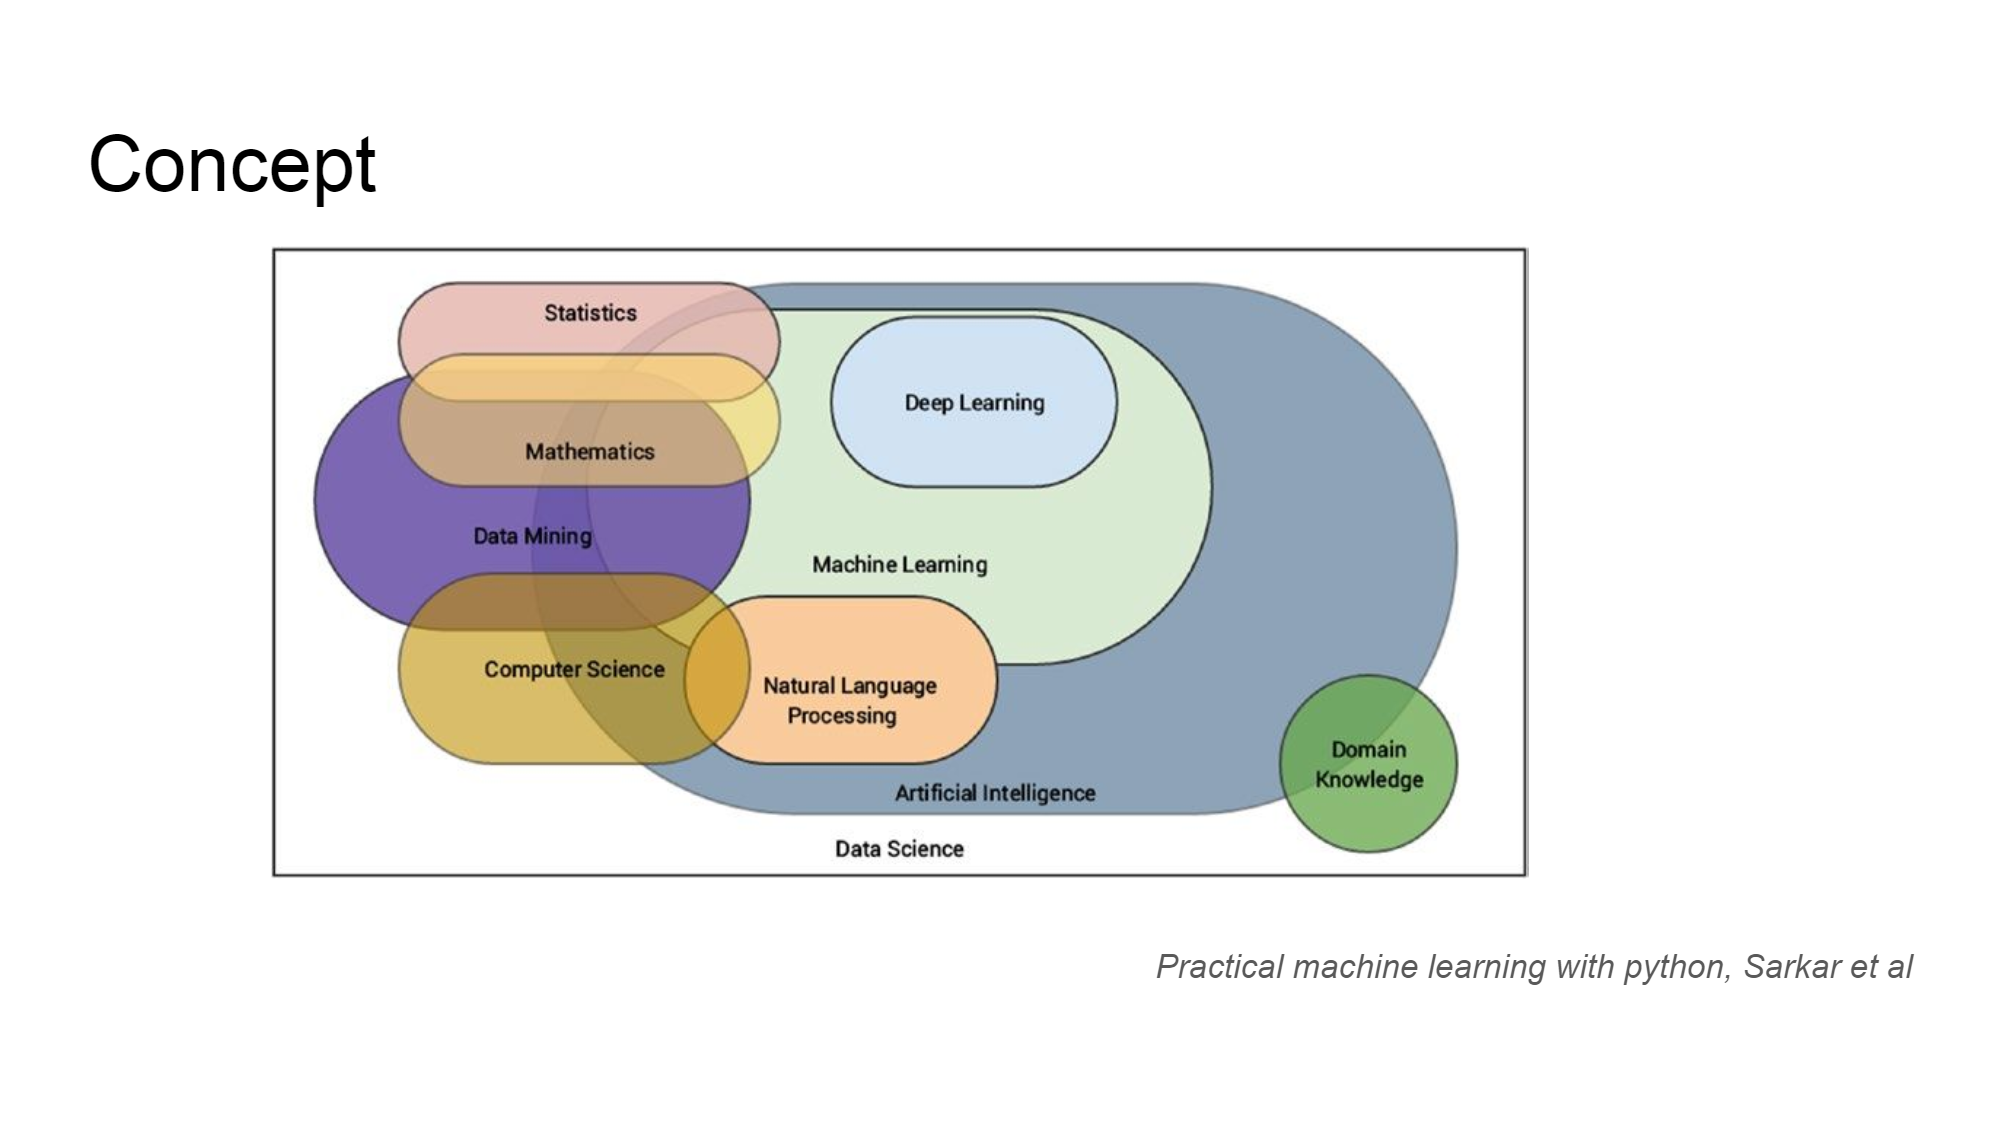 Concept
Statistics
Deep Learning
Mathematics
Data Mining
Machine Learning
Computer Science
Natural Language
Processing
Domain
Knowledge
Artificial Intelligence
Data Science
Practical machine learning with python, Sarkar et al